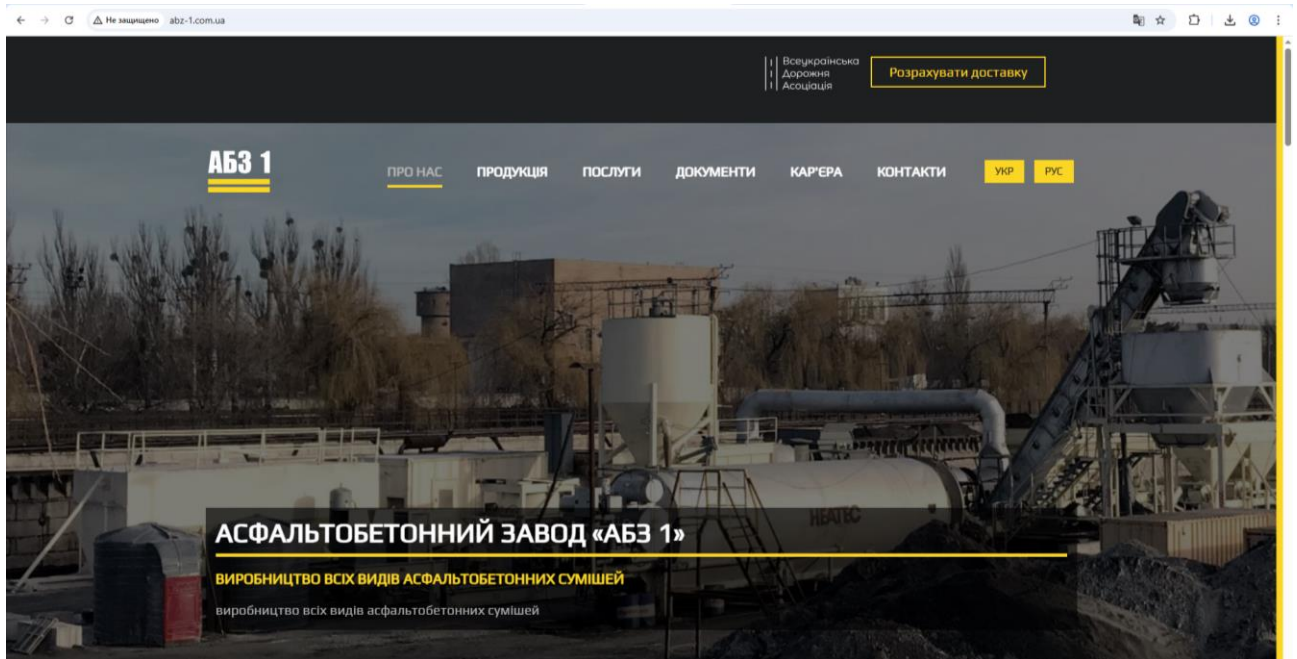 Не защищено abz-1.com.ua
Всеукраїнська
Дорожня
Асоціація
Розрахувати доставку
АБЗ 1
ПРО НАС ПРОДУКЦІЯ ПОСЛУГИ ДОКУМЕНТИ КАР'ЄРА КОНТАКТИ УКР РУС
HEATEC
АСФАЛЬТОБЕТОННИЙ ЗАВОД «АБЗ 1»
ВИРОБНИЦТВО ВСІХ ВИДІВ АСФАЛЬТОБЕТОННИХ СУМІШЕЙ
виробництво всіх видів асфальтобетонних сумішей